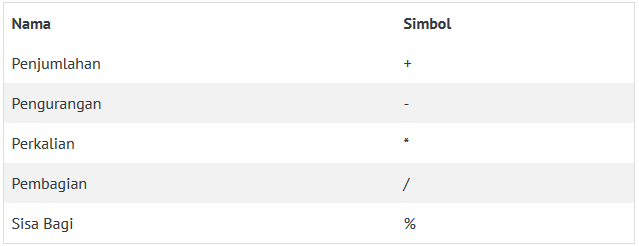 Nama Simbol
Penjumlahan +
Pengurangan -
Perkalian *
Pembagian /
Sisa Bagi %